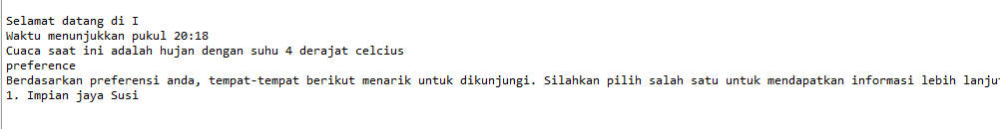 Selamat datang di I
Waktu menunjukkan pukul 20:18
Cuaca saat ini adalah hujan dengan suhu 4 derajat celcius
preference
Berdasarkan preferensi anda, tempat-tempat berikut menarik untuk dikunjungi. Silahkan pilih salah satu untuk mendapatkan informasi lebih
1. Impian jaya Susi